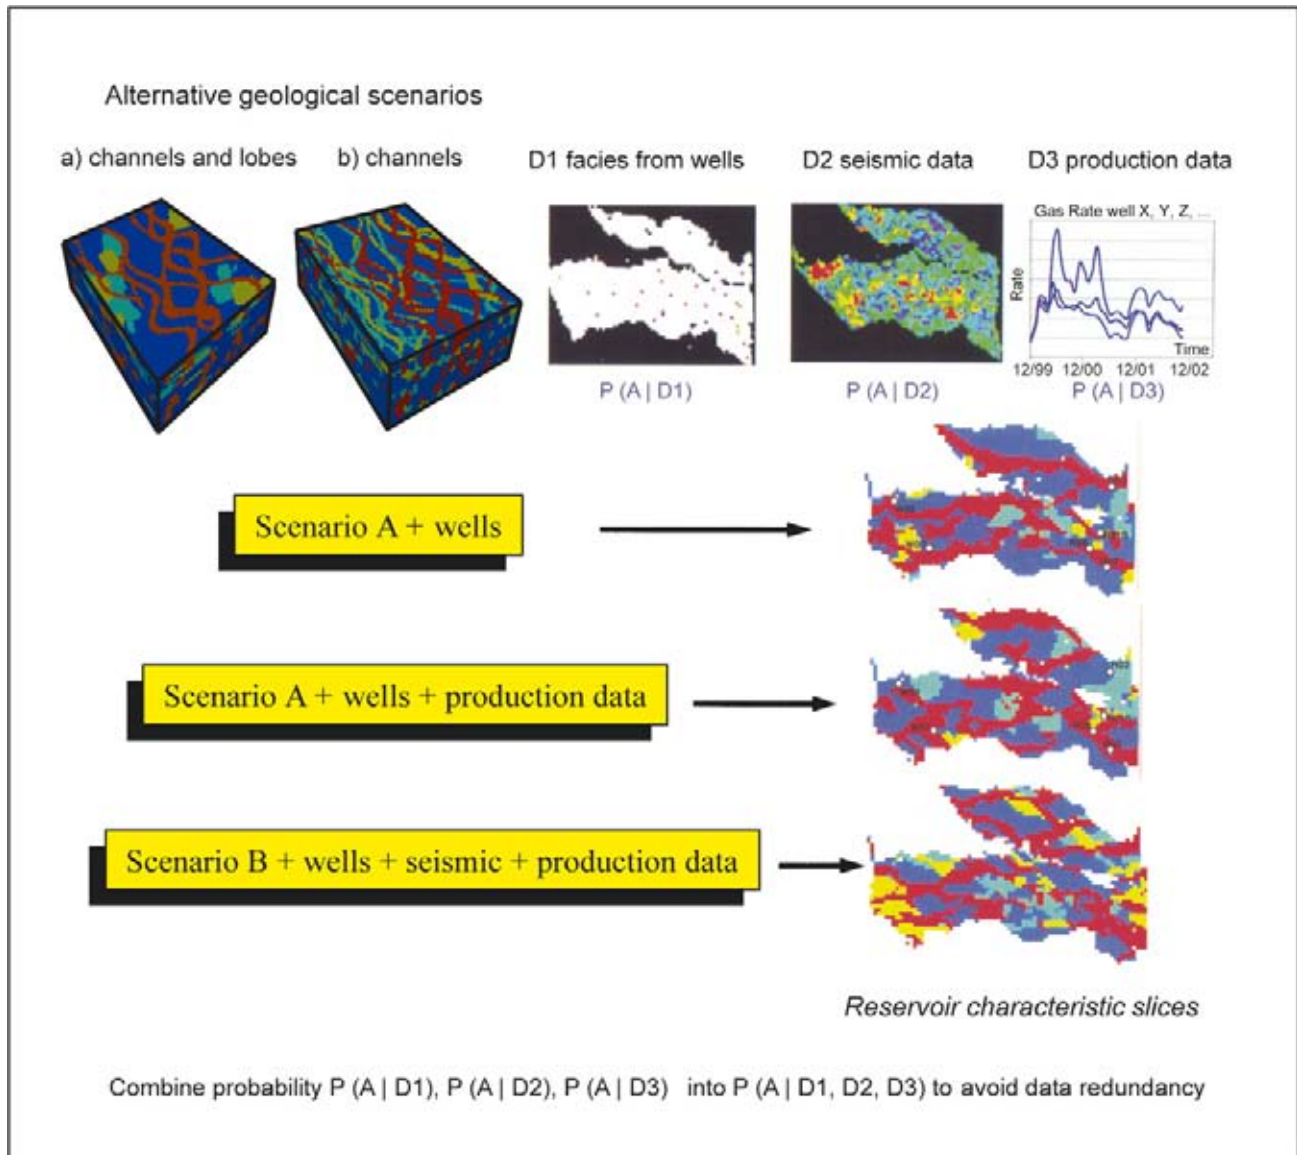 Alternative geological scenarios
a) channels and lobes
b) channels
D1 facies from wells
D2 seismic data
D3 production data
Gas Rate well X, Y, Z, ...
Rate
Time
12/99 12/00 12/01 12/02
P (A | D1)
P (A | D2)
P (A | D3)
Scenario A + wells
Scenario A + wells + production data
Scenario B + wells + seismic + production data
Reservoir characteristic slices
Combine probability P (A | D1), P (A | D2), P (A | D3) into P (A | D1, D2, D3) to avoid data redundancy